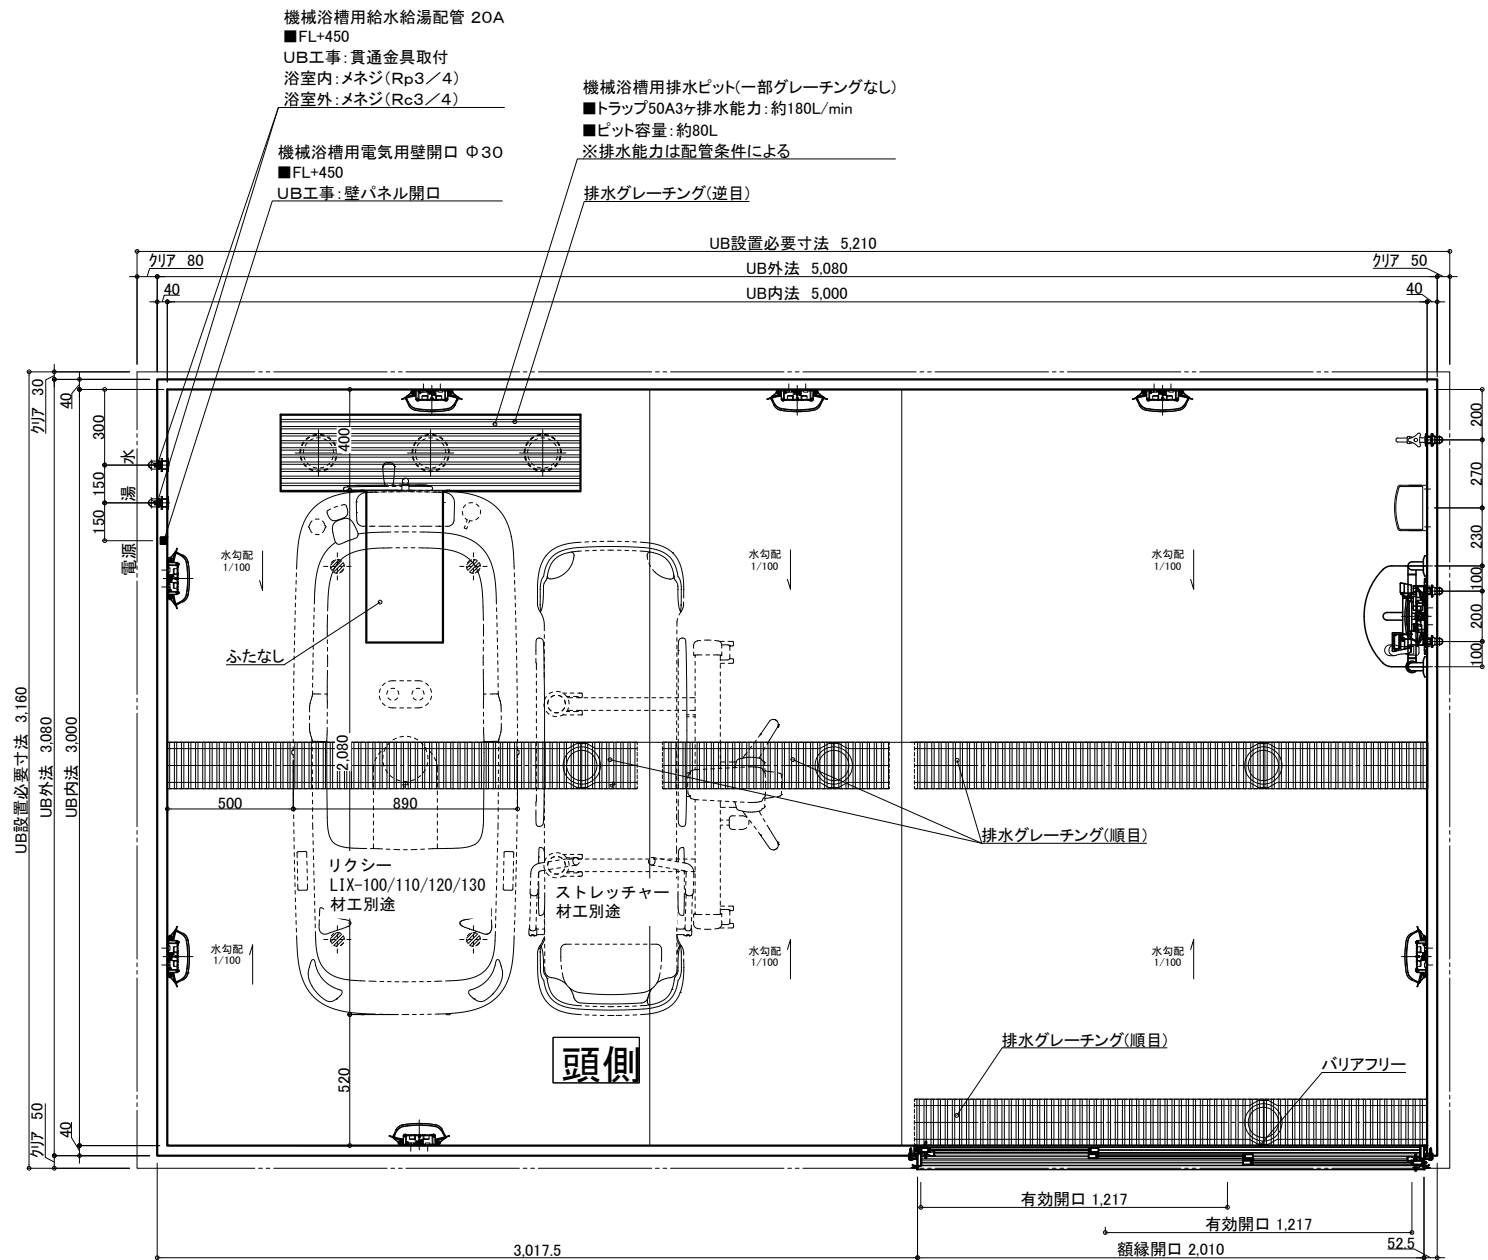 機械浴槽用給水給湯配管 20A
■FL+450
UB工事：貫通金具取付
浴室内：メネジ(Rp3／4)
浴室外：メネジ(Rc3／4)
機械浴槽用排水ピット(一部グレーチングなし)
■トラップ50A3ヶ排水能力：約180L/min
■ピット容量：約80L
※排水能力は配管条件による
機械浴槽用電気用壁開口 Φ30
■FL+450
UB工事：壁パネル開口
排水グレーチング(逆目)
UB設置必要寸法 5,210
クリア 80
UB外法 5,080
クリア 50
40
UB内法 5,000
40
クリア 30
40
300
150
150
水
湯
電源
400
200
270
230
100
200
100
水勾配
1/100
水勾配
1/100
水勾配
1/100
ふたなし
UB設置必要寸法 3,160
UB外法 3,080
UB内法 3,000
2,080
500
890
排水グレーチング(順目)
リクシー
LIX-100/110/120/130
材工別途
ストレッチャー
材工別途
水勾配
1/100
水勾配
1/100
水勾配
1/100
頭側
520
排水グレーチング(順目)
バリアフリー
クリア 50
40
有効開口 1,217
有効開口 1,217
3,017.5
額縁開口 2,010
52.5